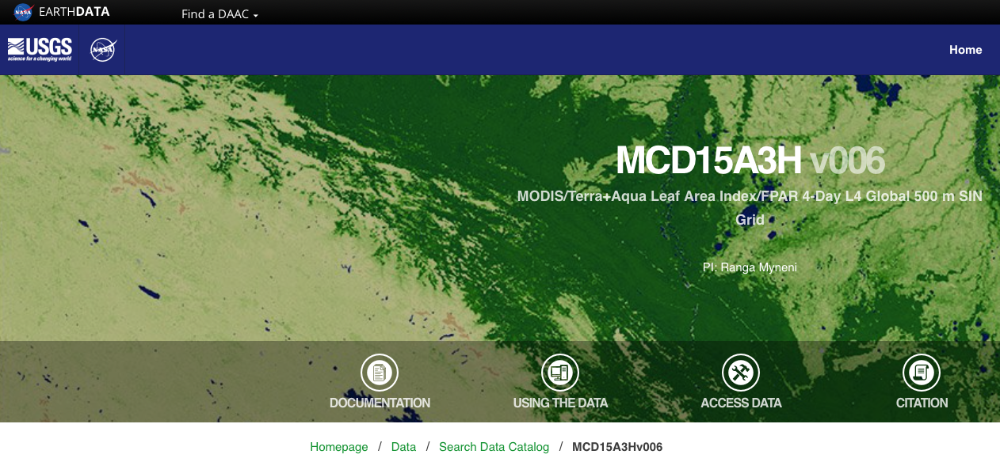 NASA EARTHDATA Find a DAAC
USGS
science for a changing world
NASA
Home
MCD15A3H v006
MODIS/Terra+Aqua Leaf Area Index/FPAR 4-Day L4 Global 500 m SIN
Grid
PI: Ranga Myneni
DOCUMENTATION USING THE DATA ACCESS DATA CITATION
Homepage / Data / Search Data Catalog / MCD15A3Hv006